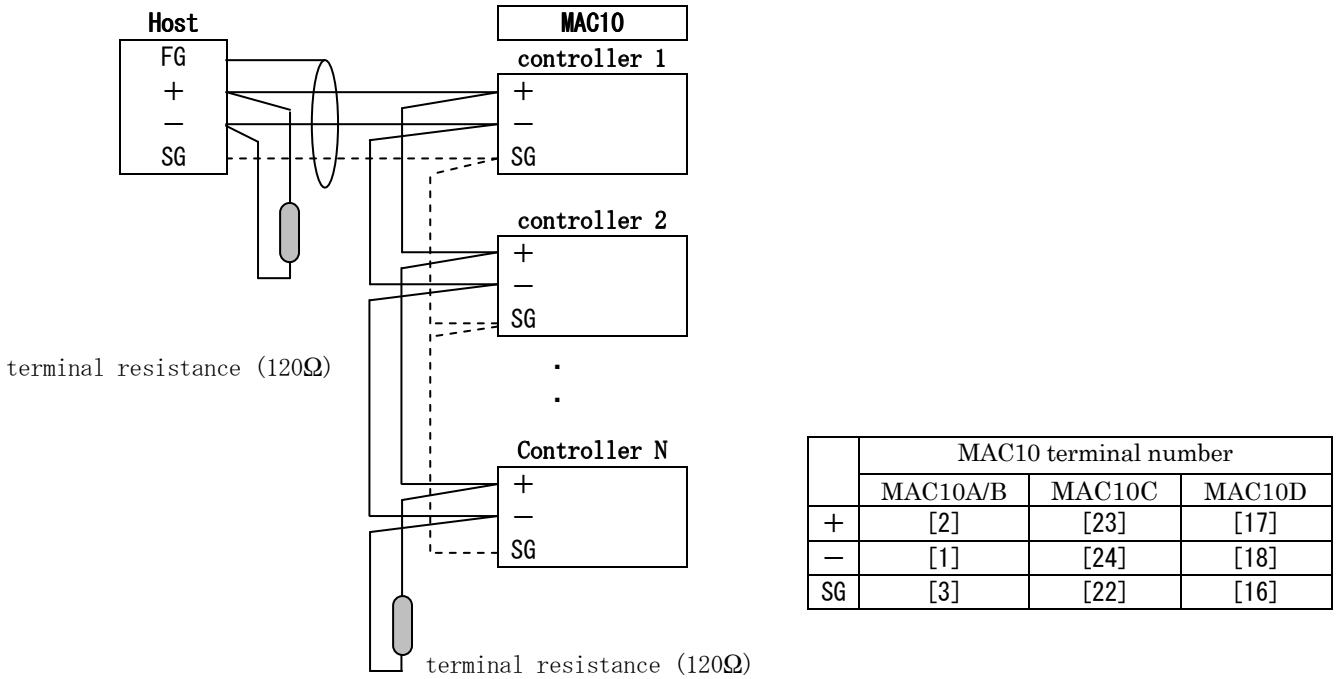 Host
FG
+
−
SG
MAC10
controller 1
+
−
SG
controller 2
+
−
SG
.
.
Controller N
+
−
SG
terminal resistance (120Ω)
terminal resistance (120Ω)
MAC10 terminal number
MAC10A/B MAC10C MAC10D
+ [2] [23] [17]
− [1] [24] [18]
SG [3] [22] [16]